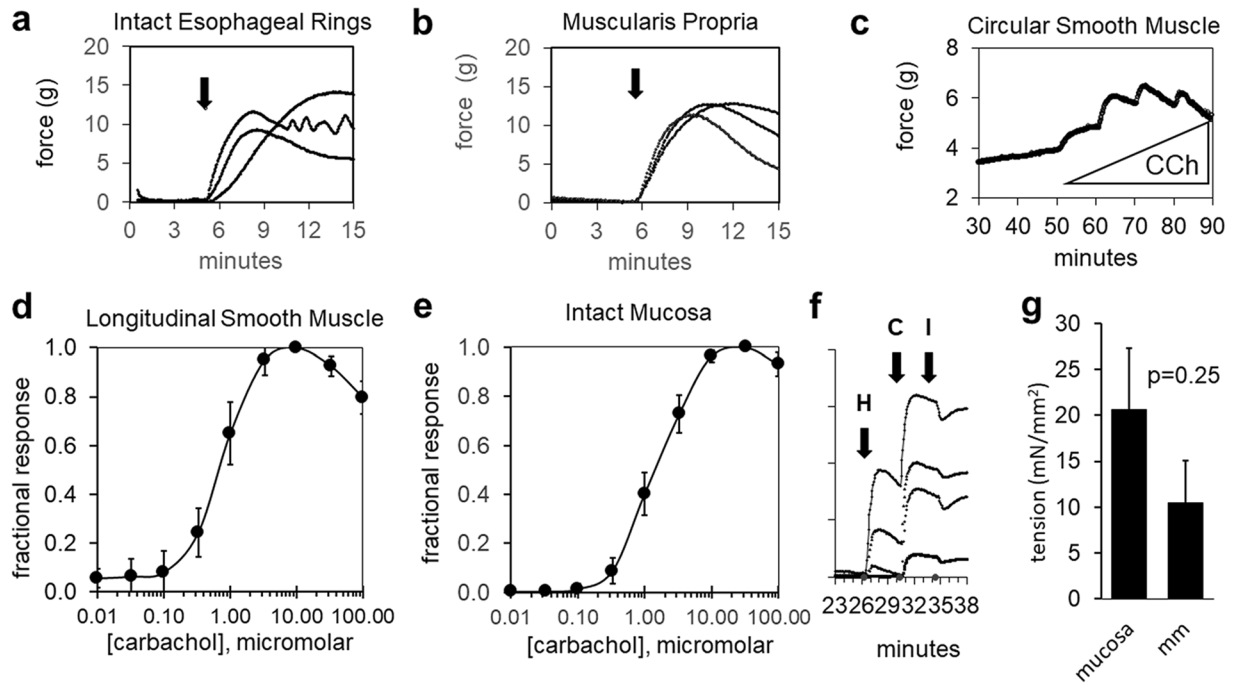 a
Intact Esophageal Rings
20
15
10
5
0
force (g)
0 3 6 9 12 15
minutes
b
Muscularis Propria
20
15
10
5
0
force (g)
0 3 6 9 12 15
minutes
c
Circular Smooth Muscle
8
6
4
2
force (g)
CCh
30 40 50 60 70 80 90
minutes
d
Longitudinal Smooth Muscle
1.0
0.8
0.6
0.4
0.2
0.0
fractional response
0.01 0.10 1.00 10.00 100.00
[carbachol], micromolar
e
Intact Mucosa
1.0
0.8
0.6
0.4
0.2
0.0
fractional response
0.01 0.10 1.00 10.00 100.00
[carbachol], micromolar
f
C I
H
232629323538
minutes
g
30
25
20
15
10
5
0
tension (mN/mm²)
p=0.25
mucosa
mm